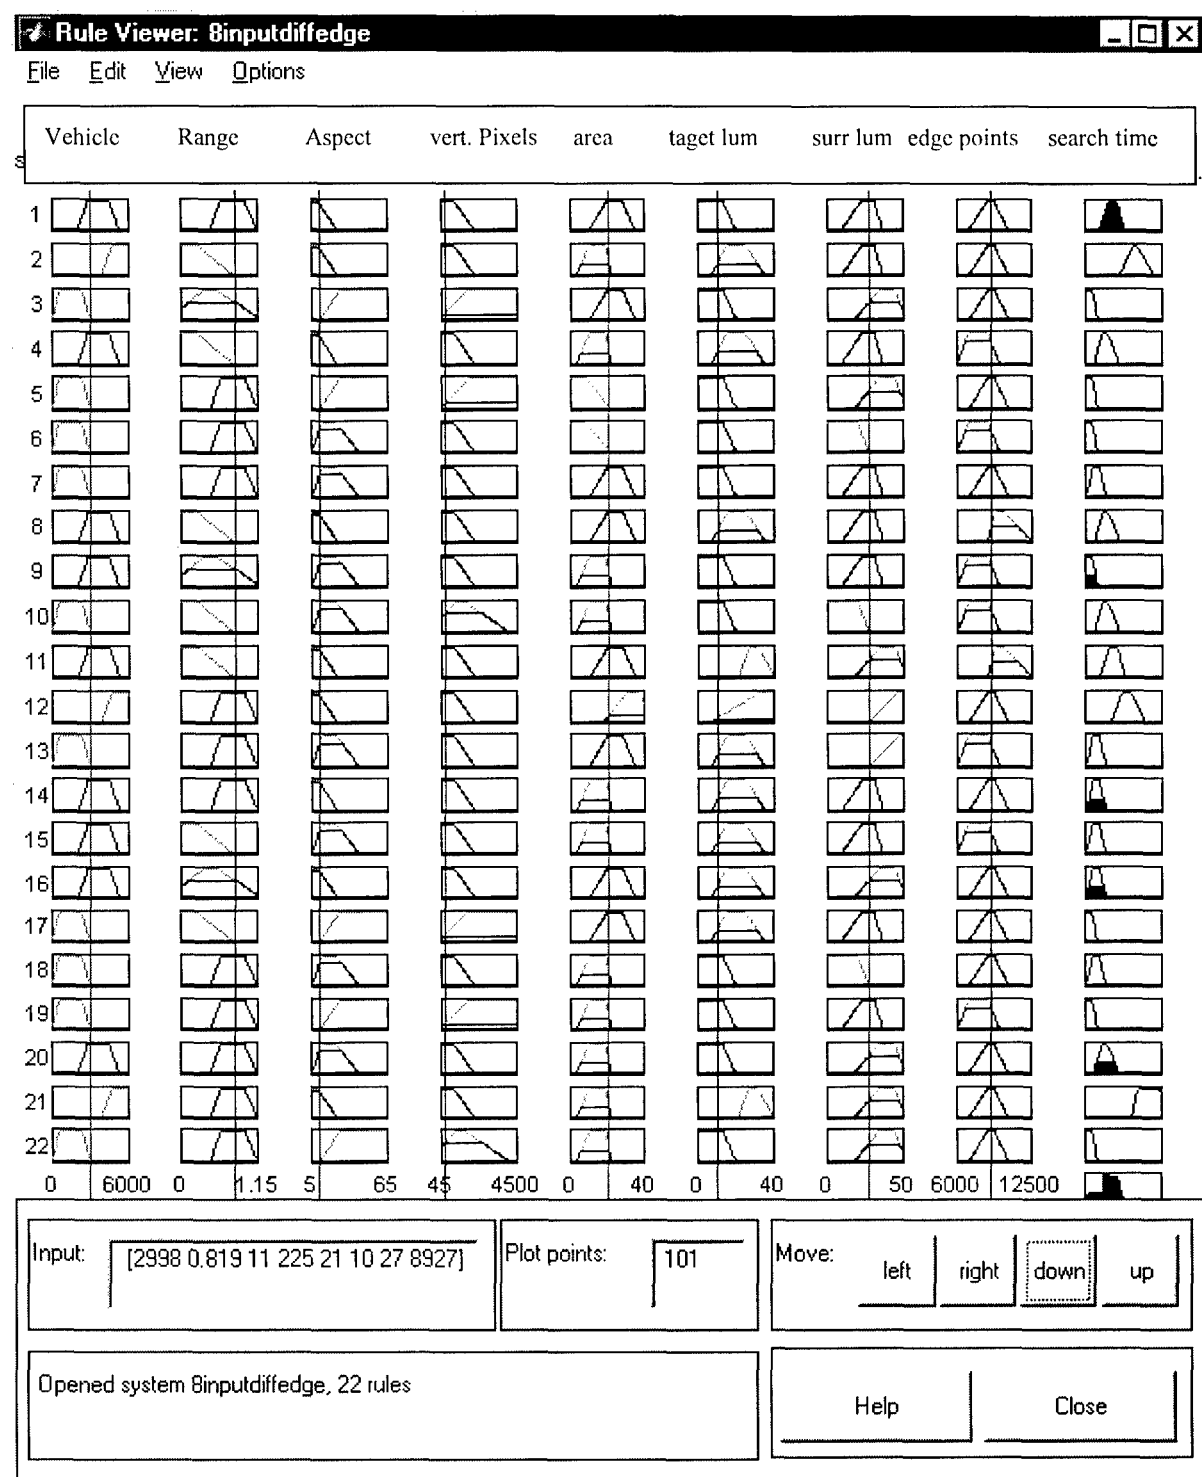 Rule Viewer: 8inputdiffedge
File Edit View Options
Vehicle Range Aspect vert. Pixels area taget lum surr lum edge points search time
s
1
2
3
4
5
6
7
8
9
10
11
12
13
14
15
16
17
18
19
20
21
22
0 6000 0 1.15 5 65 45 4500 0 40 0 40 0 50 6000 12500
Input: [2998 0.819 11 225 21 10 27 8927] Plot points: 101 Move: left right down up
Opened system 8inputdiffedge, 22 rules
Help Close